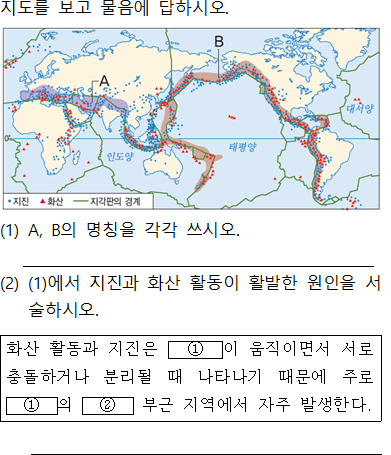 지도를 보고 물음에 답하시오.
B
A
대서양
인도양
태평양
지진 화산 지각판의 경계
(1) A, B의 명칭을 각각 쓰시오.
(2) (1)에서 지진과 화산 활동이 활발한 원인을 서
술하시오.
화산 활동과 지진은 ①이 움직이면서 서로
충돌하거나 분리될 때 나타나기 때문에 주로
①의 ② 부근 지역에서 자주 발생한다.